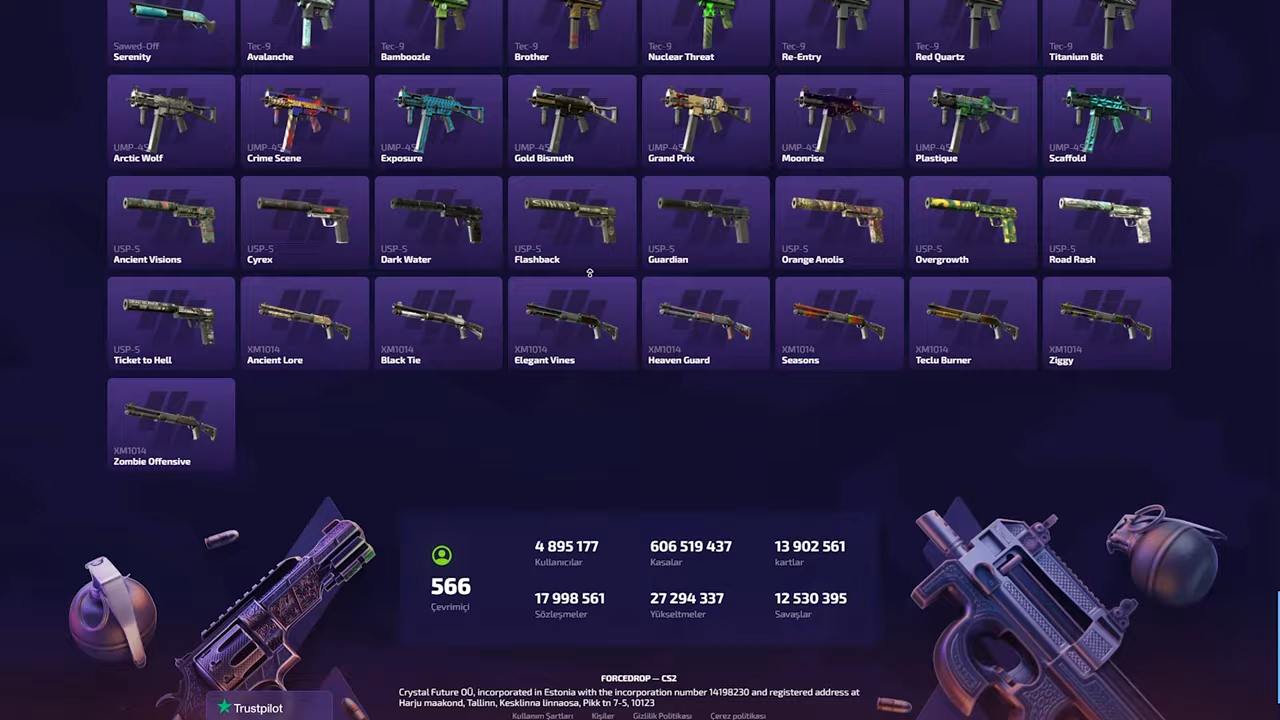 Sawed-Off
Serenity
Tec-9
Avalanche
Tec-9
Bamboozle
Tec-9
Brother
Tec-9
Nuclear Threat
Tec-9
Re-Entry
Tec-9
Red Quartz
Tec-9
Titanium Bit
UMP-45
Arctic Wolf
UMP-45
Crime Scene
UMP-45
Exposure
UMP-45
Gold Bismuth
UMP-45
Grand Prix
UMP-45
Moonrise
UMP-45
Plastique
UMP-45
Scaffold
USP-S
Ancient Visions
USP-S
Cyrex
USP-S
Dark Water
USP-S
Flashback
USP-S
Guardian
USP-S
Orange Anolis
USP-S
Overgrowth
USP-S
Road Rash
USP-S
Ticket to Hell
XM1014
Ancient Lore
XM1014
Black Tie
XM1014
Elegant Vines
XM1014
Heaven Guard
XM1014
Seasons
XM1014
Teclu Burner
XM1014
Ziggy
XM1014
Zombie Offensive
566
Çevrimiçi
4 895 177
Kullanıcılar
606 519 437
Kasalar
13 902 561
kartlar
17 998 561
Sözleşmeler
27 294 337
Yükseltmeler
12 530 395
Savaşlar
FORCEDROP — CS2
Crystal Future OÜ, incorporated in Estonia with the incorporation number 14198230 and registered address at
Harju maakond, Tallinn, Kesklinna linnaosa, Pikk tn 7-5, 10123
Kullanım Şartları Kişiler Gizlilik Politikası Çerez politikası
Trustpilot